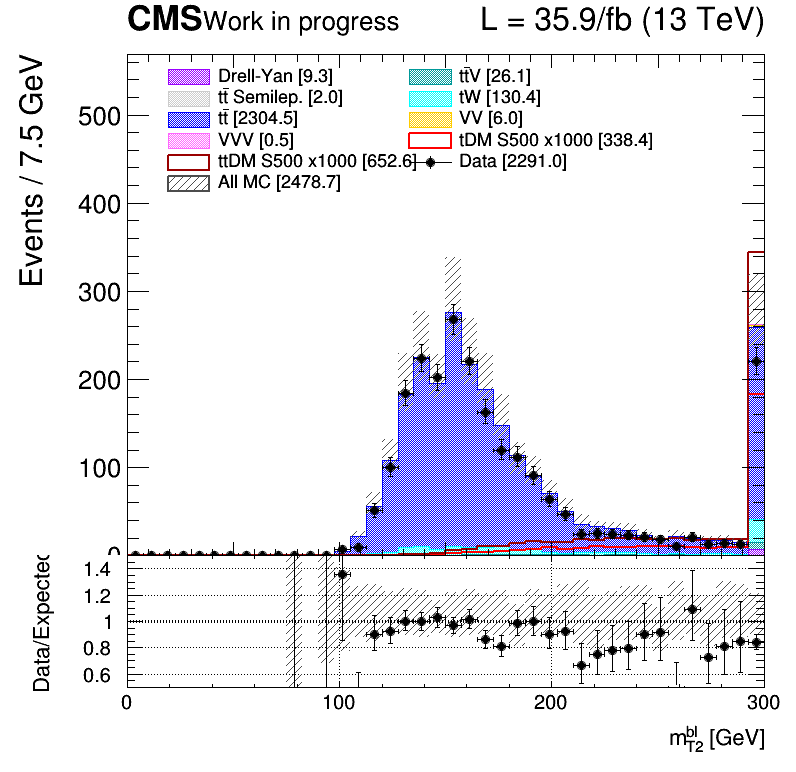 CMS Work in progress L = 35.9/fb (13 TeV)
Events / 7.5 GeV
500
400
300
200
100
0
Drell-Yan [9.3]
tt̄ Semilep. [2.0]
tt̄ [2304.5]
VVV [0.5]
ttDM S500 x1000 [652.6]
All MC [2478.7]
tt̄V [26.1]
tW [130.4]
VV [6.0]
tDM S500 x1000 [338.4]
Data [2291.0]
Data/Expected
1.4
1.2
1
0.8
0.6
0 100 200 300
m_T2^bl [GeV]